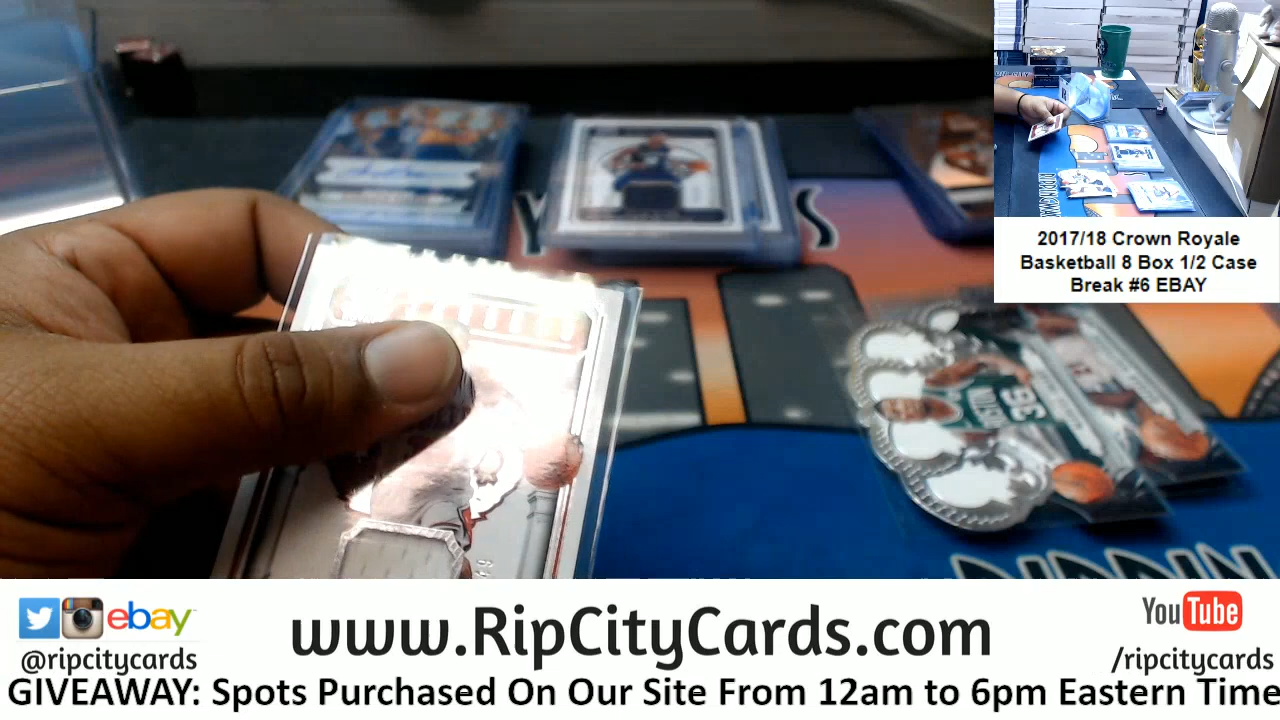 2017/18 Crown Royale
Basketball 8 Box 1/2 Case
Break #6 EBAY
36
ebay
@ripcitycards
www.RipCityCards.com
YouTube
/ripcitycards
GIVEAWAY: Spots Purchased On Our Site From 12am to 6pm Eastern Time